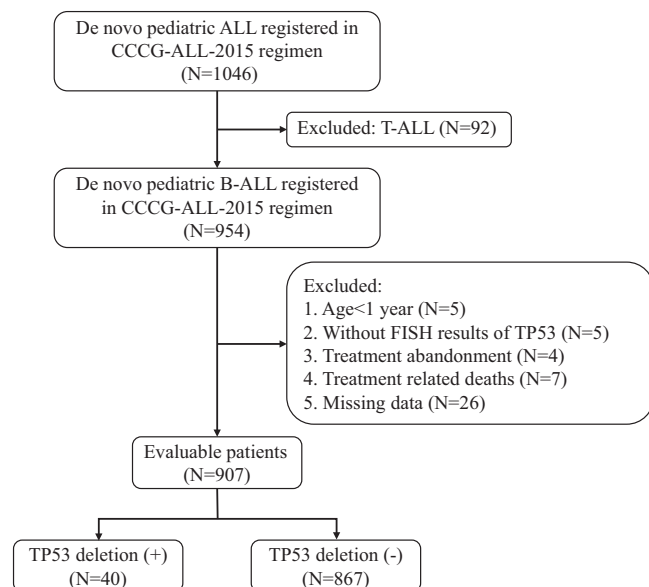 De novo pediatric ALL registered in
CCCG-ALL-2015 regimen
(N=1046)
Excluded: T-ALL (N=92)
De novo pediatric B-ALL registered
in CCCG-ALL-2015 regimen
(N=954)
Excluded:
1. Age<1 year (N=5)
2. Without FISH results of TP53 (N=5)
3. Treatment abandonment (N=4)
4. Treatment related deaths (N=7)
5. Missing data (N=26)
Evaluable patients
(N=907)
TP53 deletion (+)
(N=40)
TP53 deletion (-)
(N=867)